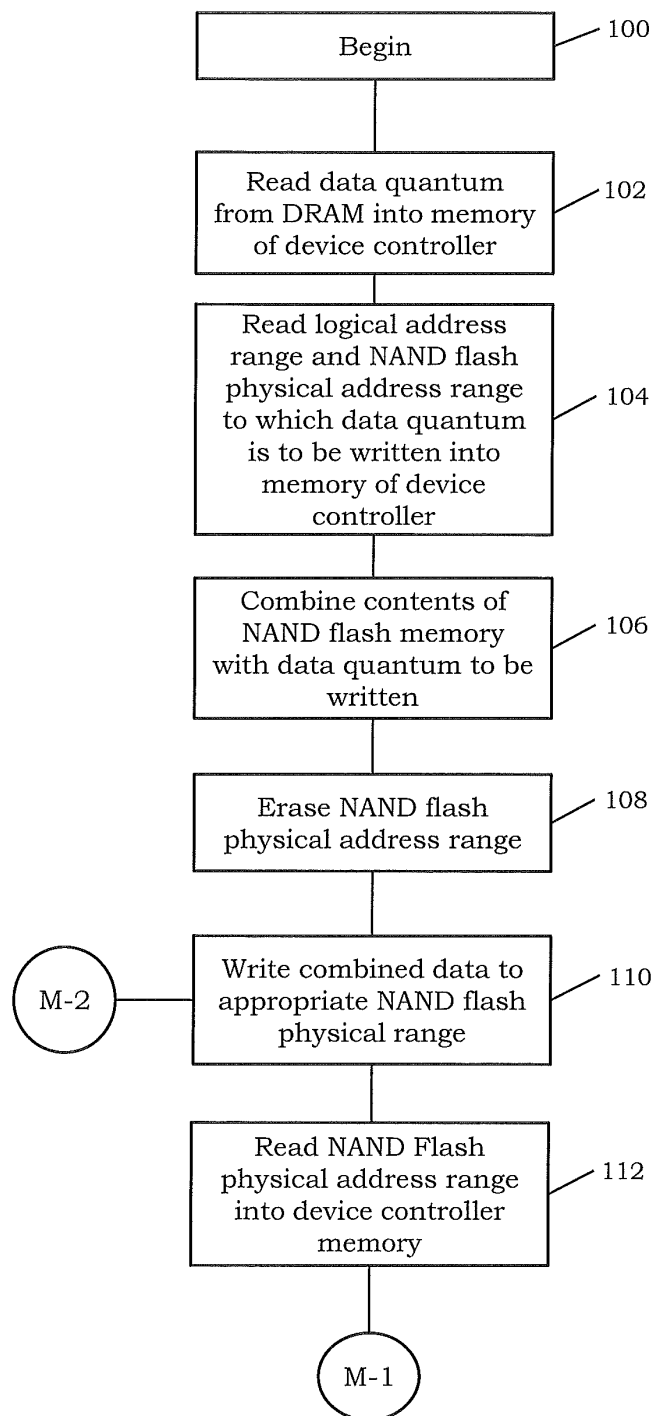 Begin
100
Read data quantum
from DRAM into memory
of device controller
102
Read logical address
range and NAND flash
physical address range
to which data quantum
is to be written into
memory of device
controller
104
Combine contents of
NAND flash memory
with data quantum to be
written
106
Erase NAND flash
physical address range
108
M-2
Write combined data to
appropriate NAND flash
physical range
110
Read NAND Flash
physical address range
into device controller
memory
112
M-1